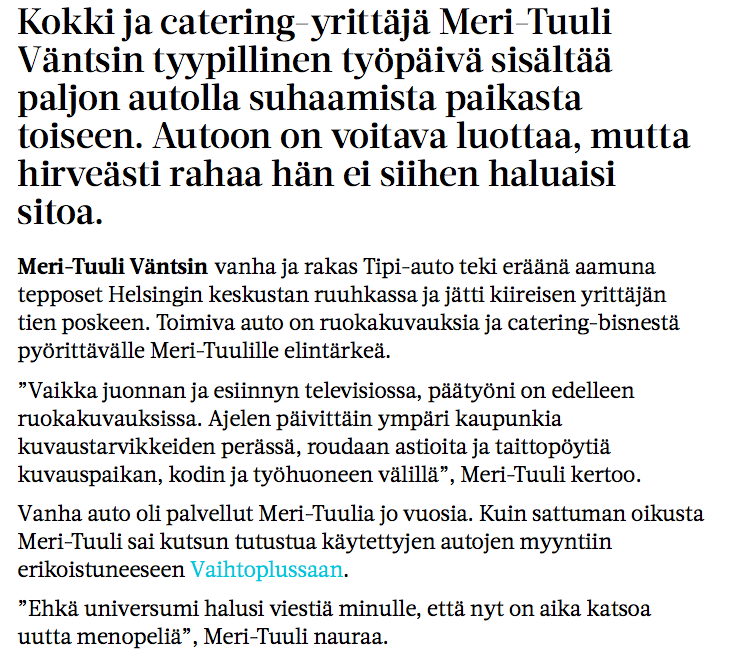 Kokki ja catering-yrittäjä Meri-Tuuli
Väntsin tyypillinen työpäivä sisältää
paljon autolla suhaamista paikasta
toiseen. Autoon on voitava luottaa, mutta
hirveästi rahaa hän ei siihen haluaisi
sitoa.
Meri-Tuuli Väntsin vanha ja rakas Tipi-auto teki eräänä aamuna
tepposet Helsingin keskustan ruuhkassa ja jätti kiireisen yrittäjän
tien poskeen. Toimiva auto on ruokakuvauksia ja catering-bisnestä
pyörittävälle Meri-Tuulille elintärkeä.
”Vaikka juonnan ja esiinnyn televisiossa, päätyöni on edelleen
ruokakuvauksissa. Ajelen päivittäin ympäri kaupunkia
kuvaustarvikkeiden perässä, roudaan astioita ja taittopöytiä
kuvauspaikan, kodin ja työhuoneen välillä”, Meri-Tuuli kertoo.
Vanha auto oli palvellut Meri-Tuulia jo vuosia. Kuin sattuman oikusta
Meri-Tuuli sai kutsun tutustua käytettyjen autojen myyntiin
erikoistuneeseen Vaihtoplussaan.
”Ehkä universumi halusi viestiä minulle, että nyt on aika katsoa
uutta menopeliä”, Meri-Tuuli nauraa.